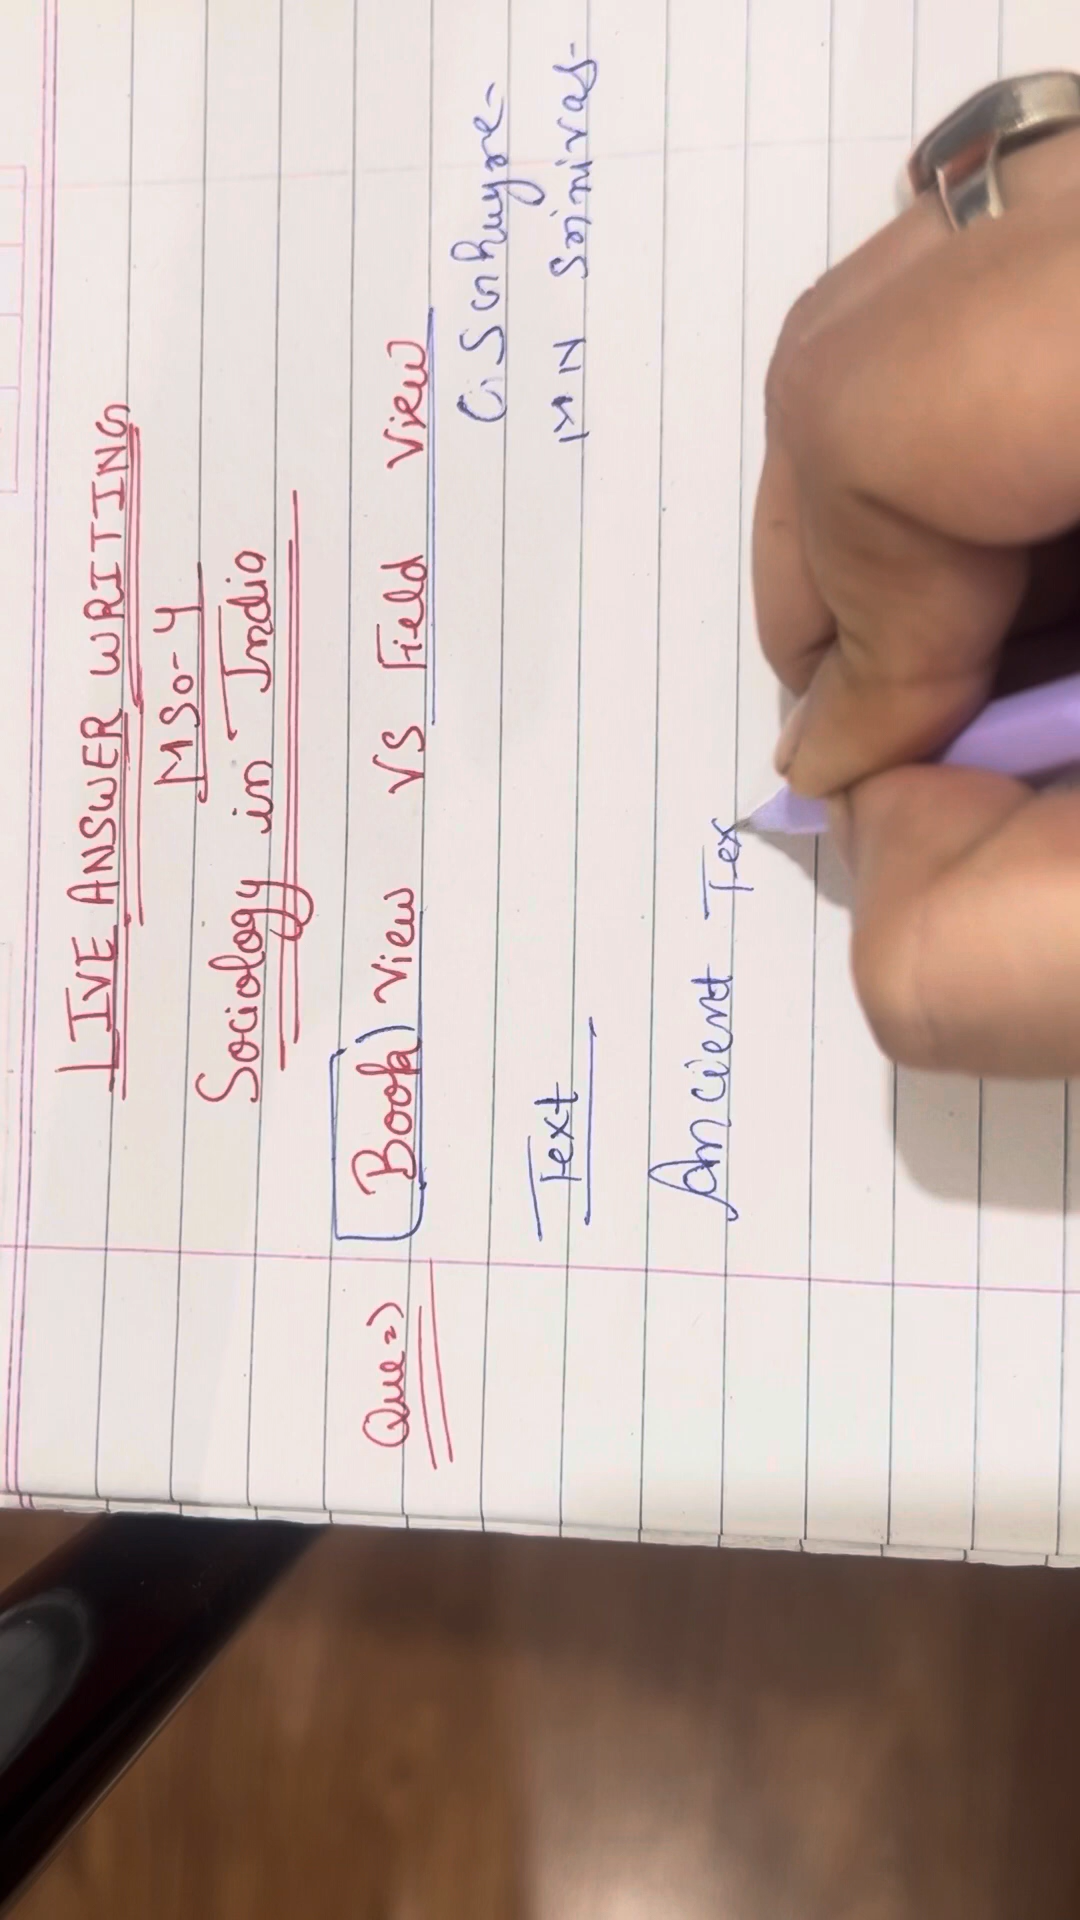 LIVE ANSWER WRITING
MSO-4
Sociology in India
Que=) Book View VS Field View
G.S Ghurye-
Text M N Srinivas-
Ancient Tex